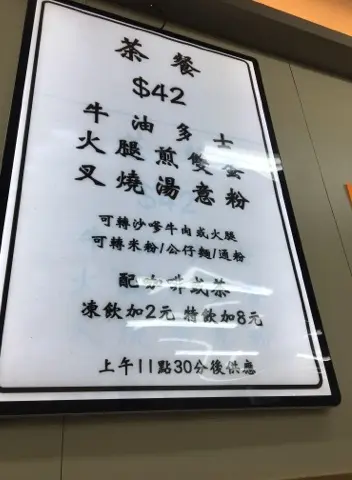 茶餐
$42
牛油多士
火腿煎雙蛋
叉燒湯意粉
可轉沙嗲牛肉或火腿
可轉米粉/公仔麵/通粉
配咖啡或茶
凍飲加2元 特飲加8元
上午11點30分後供應